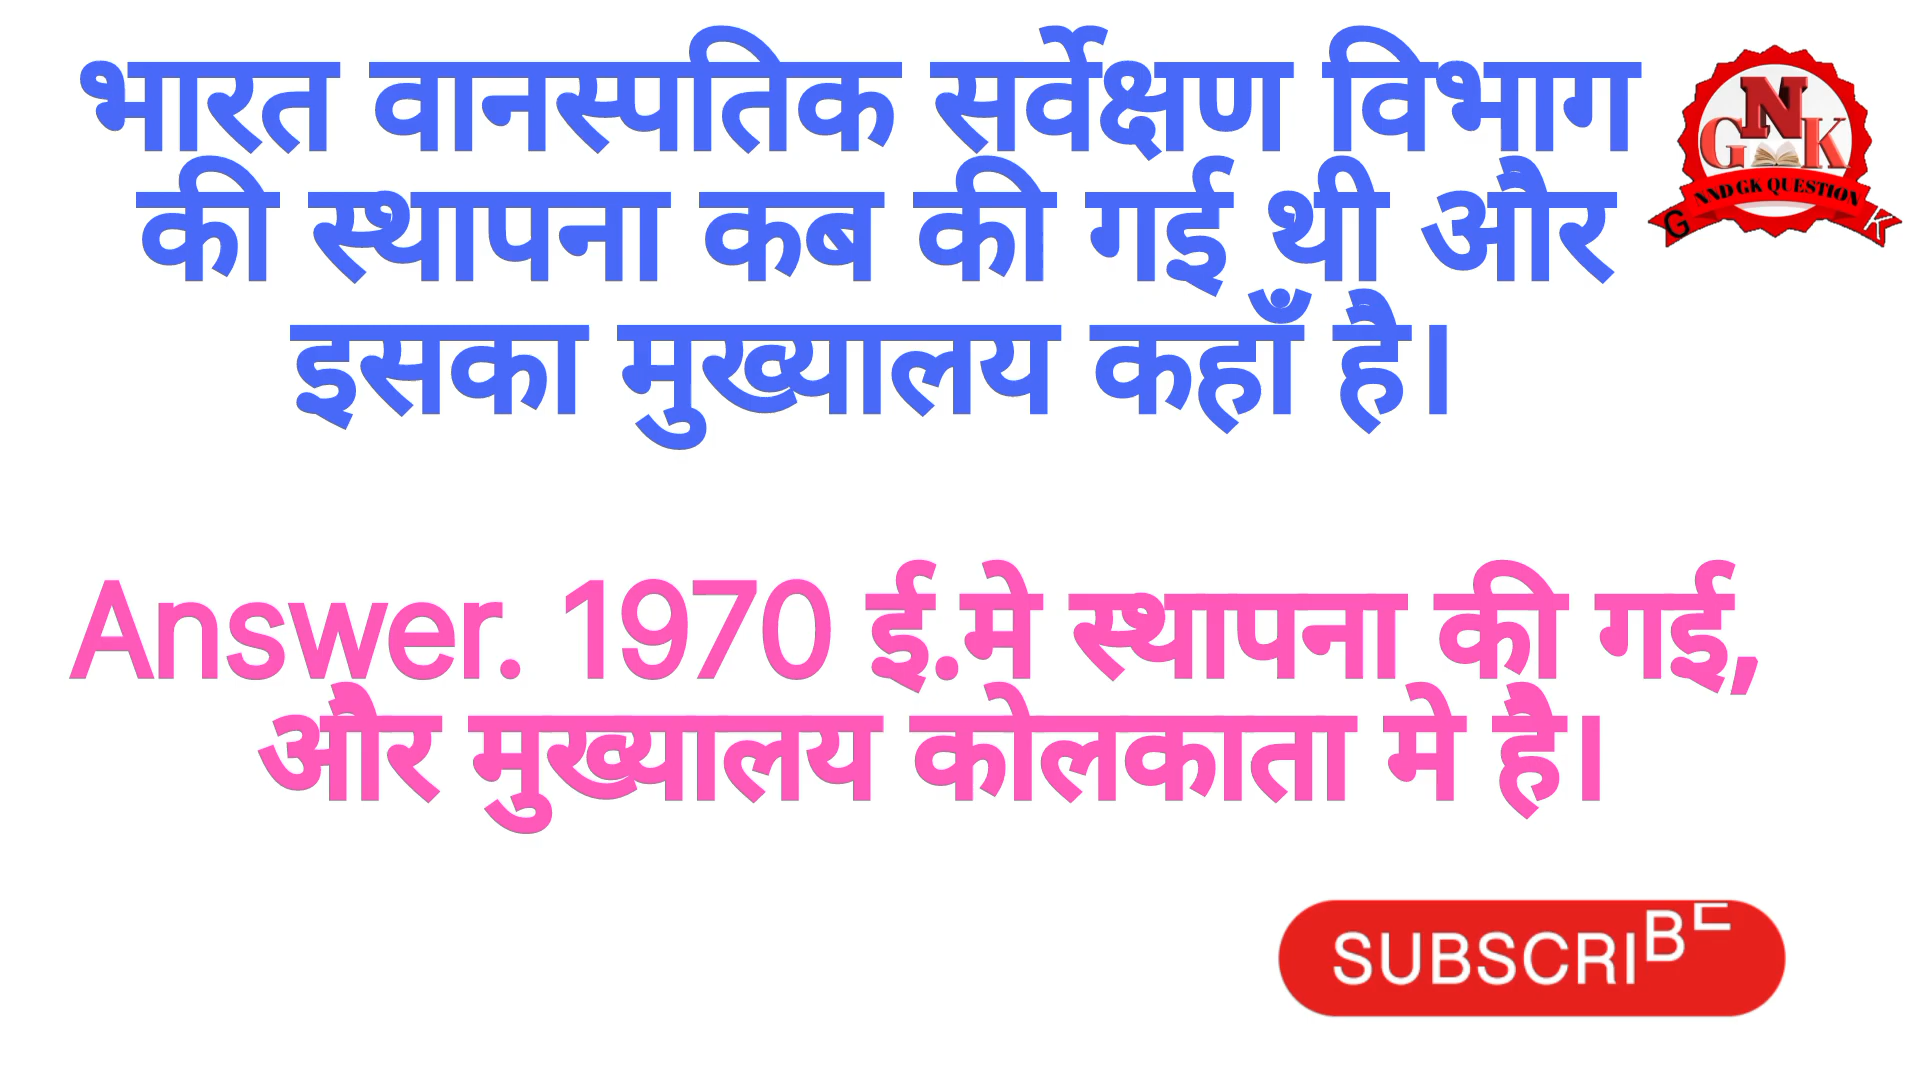 भारत वानस्पतिक सर्वेक्षण विभाग
की स्थापना कब की गई थी और
इसका मुख्यालय कहाँ है।
GNK
NND GK QUESTION
G K
Answer. 1970 ई.मे स्थापना की गई,
और मुख्यालय कोलकाता मे है।
SUBSCRIBE